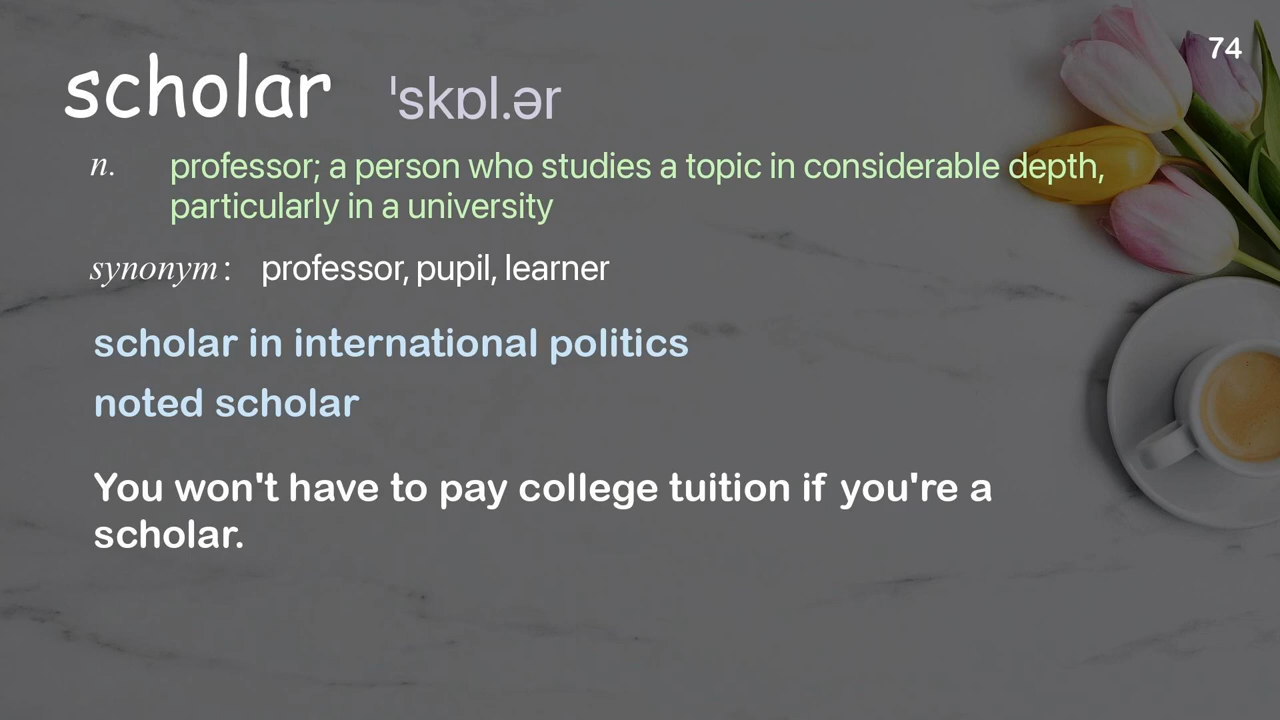 74
scholar ˈskɒl.ər
n. professor; a person who studies a topic in considerable depth,
particularly in a university
synonym: professor, pupil, learner
scholar in international politics
noted scholar
You won't have to pay college tuition if you're a
scholar.